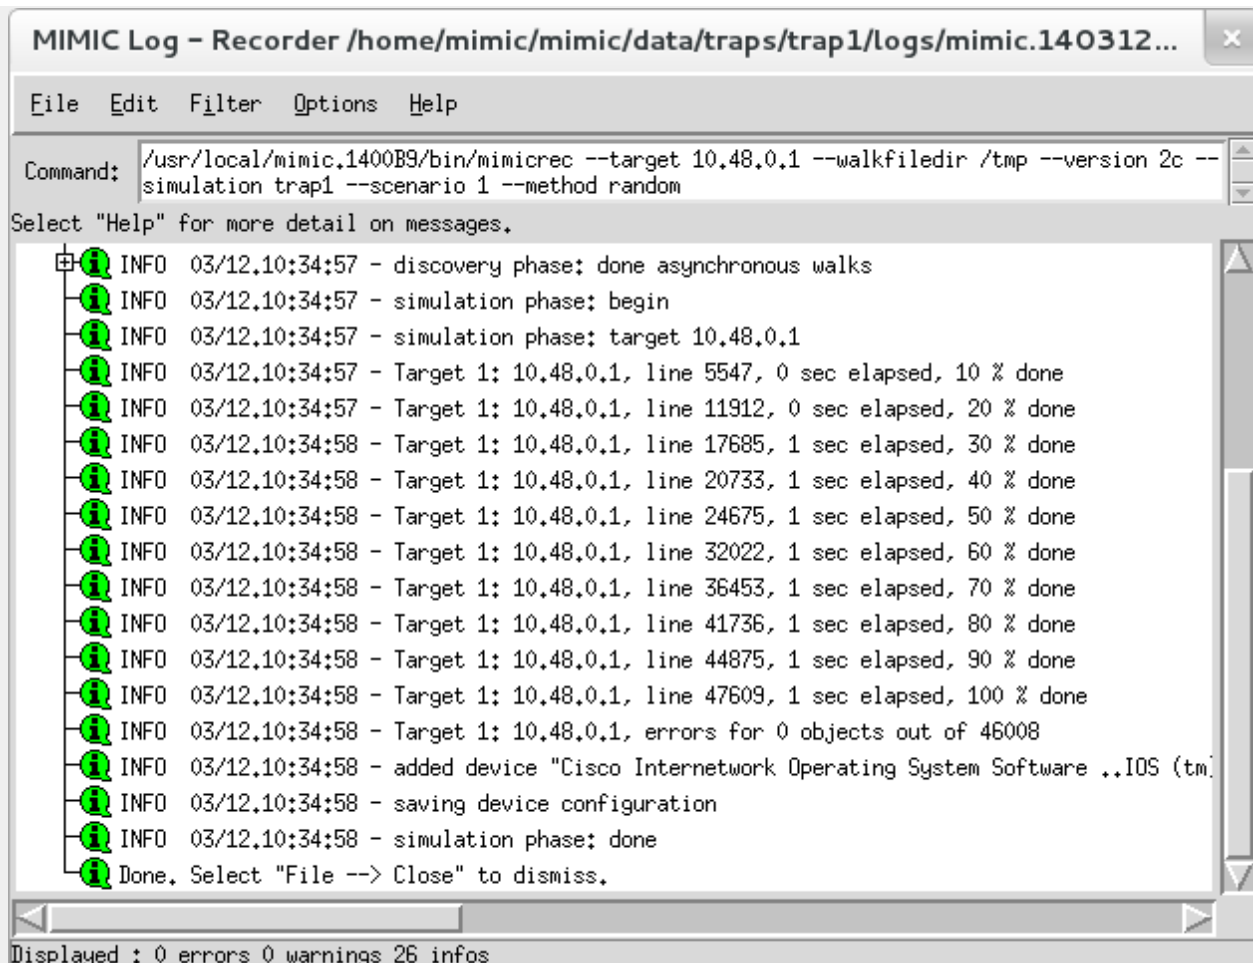 MIMIC Log - Recorder /home/mimic/mimic/data/traps/trap1/logs/mimic.140312...
File Edit Filter Options Help
Command: /usr/local/mimic.1400B9/bin/mimicrec --target 10.48.0.1 --walkfiledir /tmp --version 2c --
simulation trap1 --scenario 1 --method random
Select "Help" for more detail on messages.
INFO 03/12.10:34:57 - discovery phase: done asynchronous walks
INFO 03/12.10:34:57 - simulation phase: begin
INFO 03/12.10:34:57 - simulation phase: target 10.48.0.1
INFO 03/12.10:34:57 - Target 1: 10.48.0.1, line 5547, 0 sec elapsed, 10 % done
INFO 03/12.10:34:57 - Target 1: 10.48.0.1, line 11912, 0 sec elapsed, 20 % done
INFO 03/12.10:34:58 - Target 1: 10.48.0.1, line 17685, 1 sec elapsed, 30 % done
INFO 03/12.10:34:58 - Target 1: 10.48.0.1, line 20733, 1 sec elapsed, 40 % done
INFO 03/12.10:34:58 - Target 1: 10.48.0.1, line 24675, 1 sec elapsed, 50 % done
INFO 03/12.10:34:58 - Target 1: 10.48.0.1, line 32022, 1 sec elapsed, 60 % done
INFO 03/12.10:34:58 - Target 1: 10.48.0.1, line 36453, 1 sec elapsed, 70 % done
INFO 03/12.10:34:58 - Target 1: 10.48.0.1, line 41736, 1 sec elapsed, 80 % done
INFO 03/12.10:34:58 - Target 1: 10.48.0.1, line 44875, 1 sec elapsed, 90 % done
INFO 03/12.10:34:58 - Target 1: 10.48.0.1, line 47609, 1 sec elapsed, 100 % done
INFO 03/12.10:34:58 - Target 1: 10.48.0.1, errors for 0 objects out of 46008
INFO 03/12.10:34:58 - added device "Cisco Internetwork Operating System Software ..IOS (tm)
INFO 03/12.10:34:58 - saving device configuration
INFO 03/12.10:34:58 - simulation phase: done
Done. Select "File --> Close" to dismiss.
Displayed : 0 errors 0 warnings 26 infos